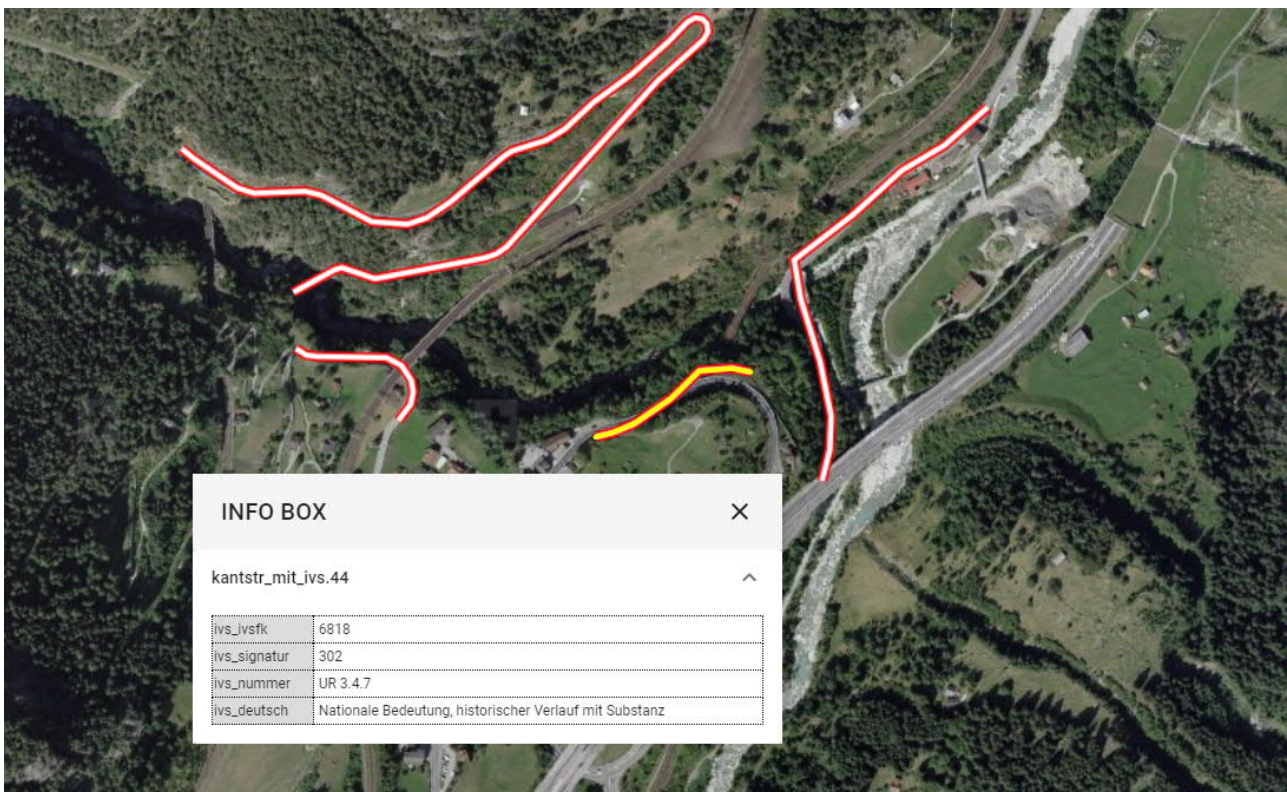 INFO BOX
kantstr_mit_ivs.44
ivs_ivsfk 6818
ivs_signatur 302
ivs_nummer UR 3.4.7
ivs_deutsch Nationale Bedeutung, historischer Verlauf mit Substanz